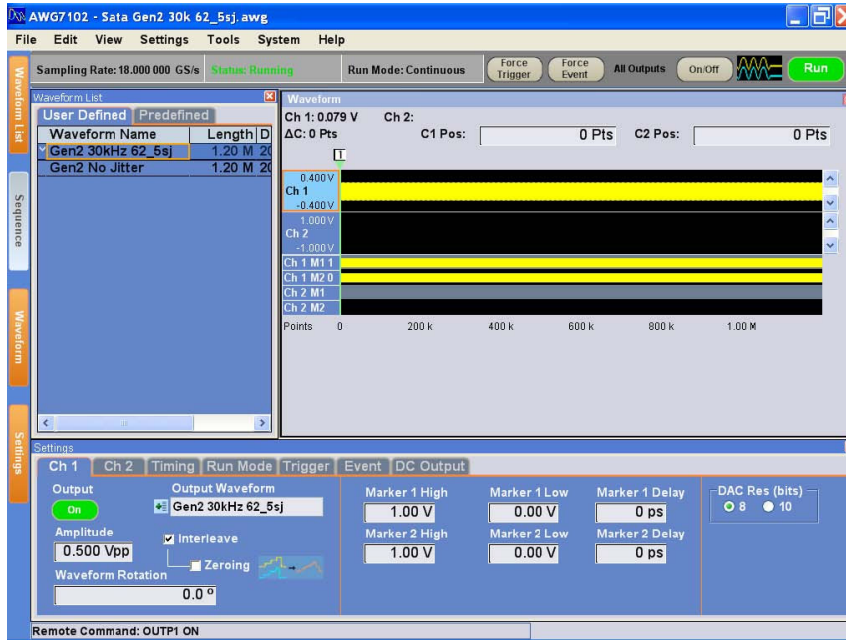 AWG7102 - Sata Gen2 30k 62_5sj.awg
File Edit View Settings Tools System Help
Sampling Rate: 18.000 000 GS/s Status: Running Run Mode: Continuous Force Trigger Force Event All Outputs On/Off Run
Waveform List
Sequence
Waveform
Settings
Waveform List
User Defined Predefined
Waveform Name Length D
Gen2 30kHz 62_5sj 1.20 M 20
Gen2 No Jitter 1.20 M 20
Waveform
Ch 1: 0.079 V Ch 2:
ΔC: 0 Pts C1 Pos: 0 Pts C2 Pos: 0 Pts
1
0.400 V
Ch 1
-0.400 V
1.000 V
Ch 2
-1.000 V
Ch 1 M1 1
Ch 1 M2 0
Ch 2 M1
Ch 2 M2
Points 0 200 k 400 k 600 k 800 k 1.00 M
Settings
Ch 1 Ch 2 Timing Run Mode Trigger Event DC Output
Output Output Waveform
On Gen2 30kHz 62_5sj
Amplitude
0.500 Vpp
Interleave
Zeroing
Waveform Rotation
0.0 º
Marker 1 High Marker 1 Low Marker 1 Delay
1.00 V 0.00 V 0 ps
Marker 2 High Marker 2 Low Marker 2 Delay
1.00 V 0.00 V 0 ps
DAC Res (bits)
8 10
Remote Command: OUTP1 ON